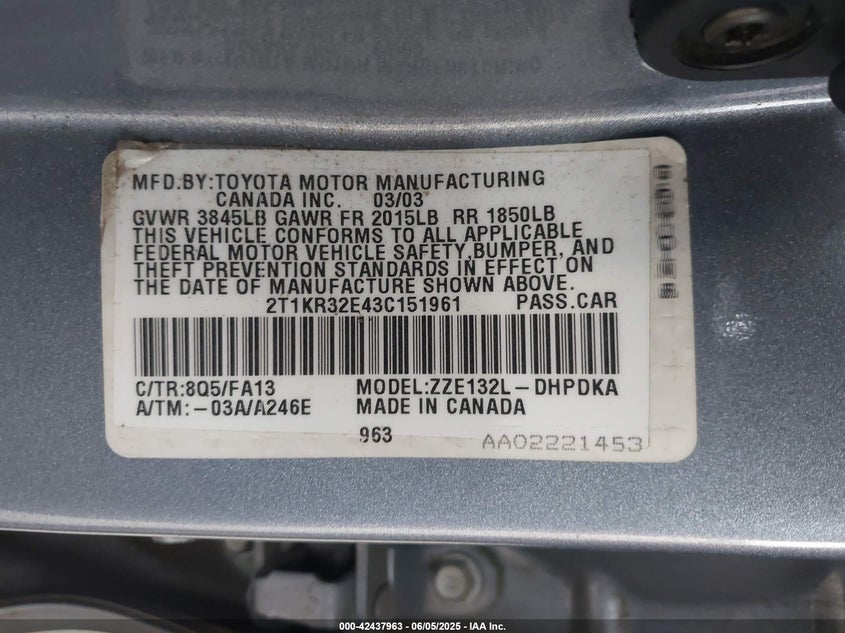 MFD.BY:TOYOTA MOTOR MANUFACTURING
CANADA INC. 03/03
GVWR 3845LB GAWR FR 2015LB RR 1850LB
THIS VEHICLE CONFORMS TO ALL APPLICABLE
FEDERAL MOTOR VEHICLE SAFETY,BUMPER, AND
THEFT PREVENTION STANDARDS IN EFFECT ON
THE DATE OF MANUFACTURE SHOWN ABOVE.
2T1KR32E43C151961 PASS.CAR
C/TR:8Q5/FA13 MODEL:ZZE132L-DHPDKA
A/TM:-03A/A246E MADE IN CANADA
963
AA02221453
000-42437963 / 06/05/2025 - IAA Inc.